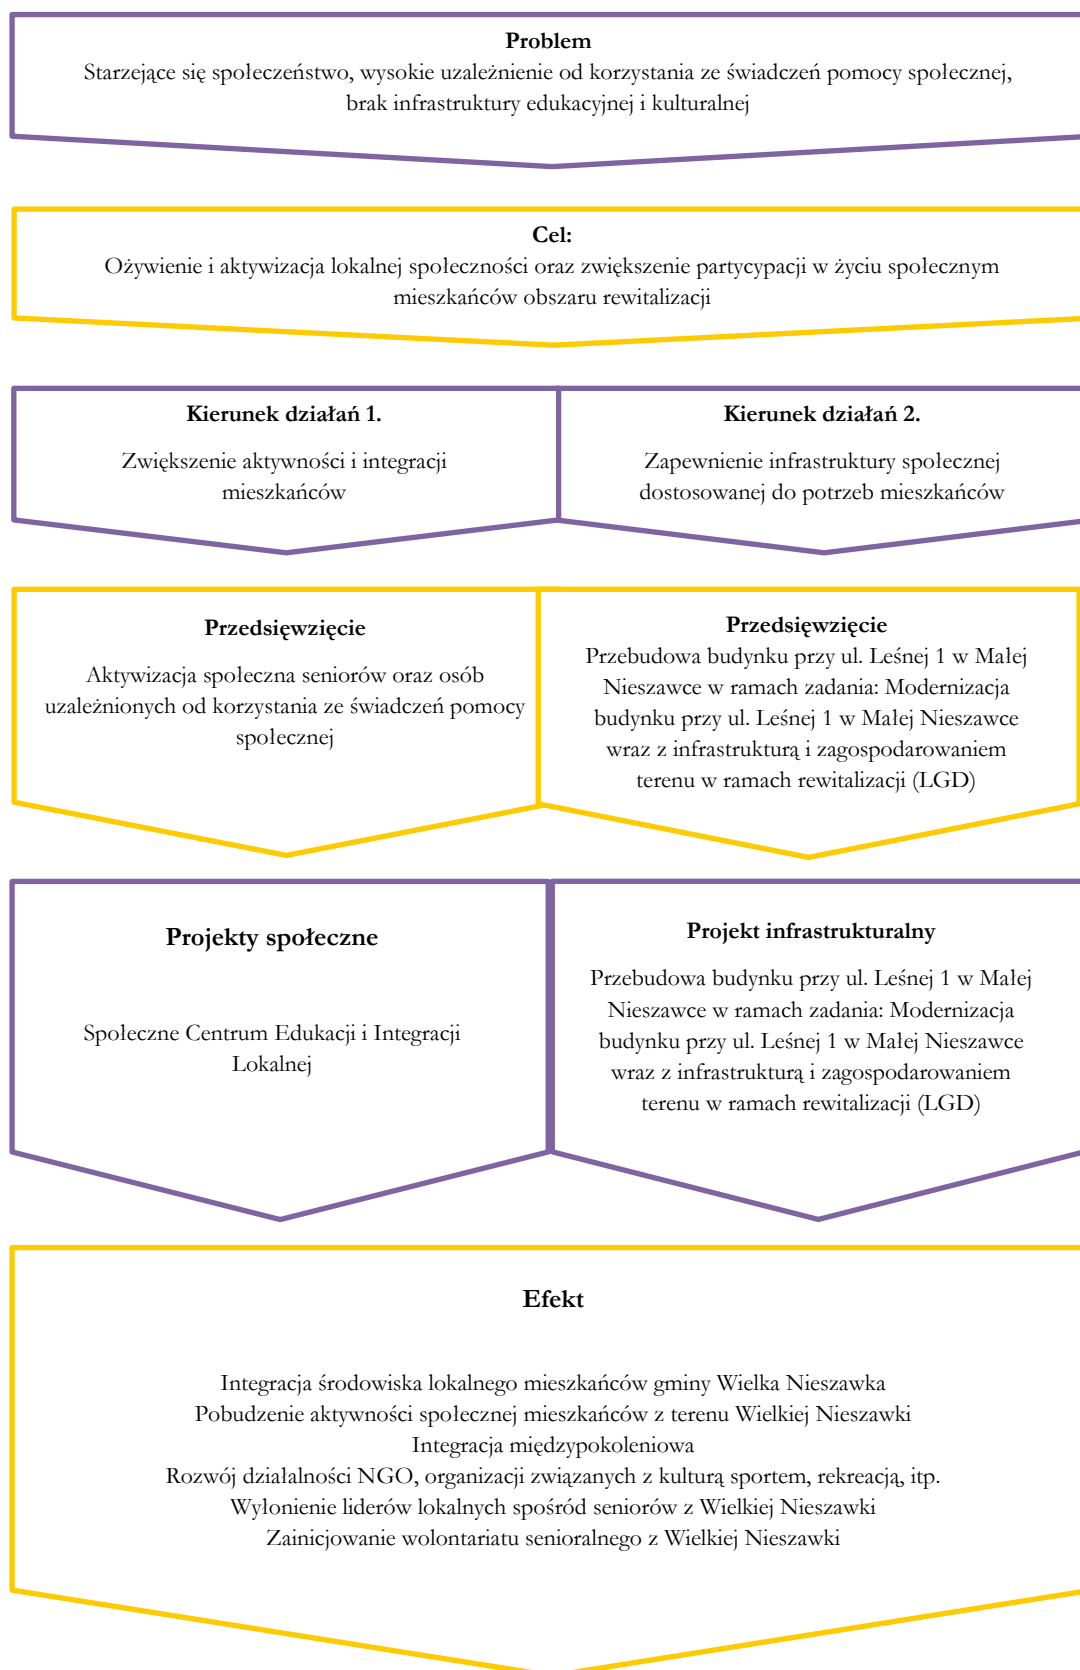 Problem
Starzejące się społeczeństwo, wysokie uzależnienie od korzystania ze świadczeń pomocy społecznej,
brak infrastruktury edukacyjnej i kulturalnej
Cel:
Ożywienie i aktywizacja lokalnej społeczności oraz zwiększenie partycypacji w życiu społecznym
mieszkańców obszaru rewitalizacji
Kierunek działań 1.
Zwiększenie aktywności i integracji
mieszkańców
Kierunek działań 2.
Zapewnienie infrastruktury społecznej
dostosowanej do potrzeb mieszkańców
Przedsięwzięcie
Aktywizacja społeczna seniorów oraz osób
uzależnionych od korzystania ze świadczeń pomocy
społecznej
Przedsięwzięcie
Przebudowa budynku przy ul. Leśnej 1 w Małej
Nieszawce w ramach zadania: Modernizacja
budynku przy ul. Leśnej 1 w Małej Nieszawce
wraz z infrastrukturą i zagospodarowaniem
terenu w ramach rewitalizacji (LGD)
Projekty społeczne
Społeczne Centrum Edukacji i Integracji
Lokalnej
Projekt infrastrukturalny
Przebudowa budynku przy ul. Leśnej 1 w Małej
Nieszawce w ramach zadania: Modernizacja
budynku przy ul. Leśnej 1 w Małej Nieszawce
wraz z infrastrukturą i zagospodarowaniem
terenu w ramach rewitalizacji (LGD)
Efekt
Integracja środowiska lokalnego mieszkańców gminy Wielka Nieszawka
Pobudzenie aktywności społecznej mieszkańców z terenu Wielkiej Nieszawki
Integracja międzypokoleniowa
Rozwój działalności NGO, organizacji związanych z kulturą sportem, rekreacją, itp.
Wyłonienie liderów lokalnych spośród seniorów z Wielkiej Nieszawki
Zainicjowanie wolontariatu senioralnego z Wielkiej Nieszawki